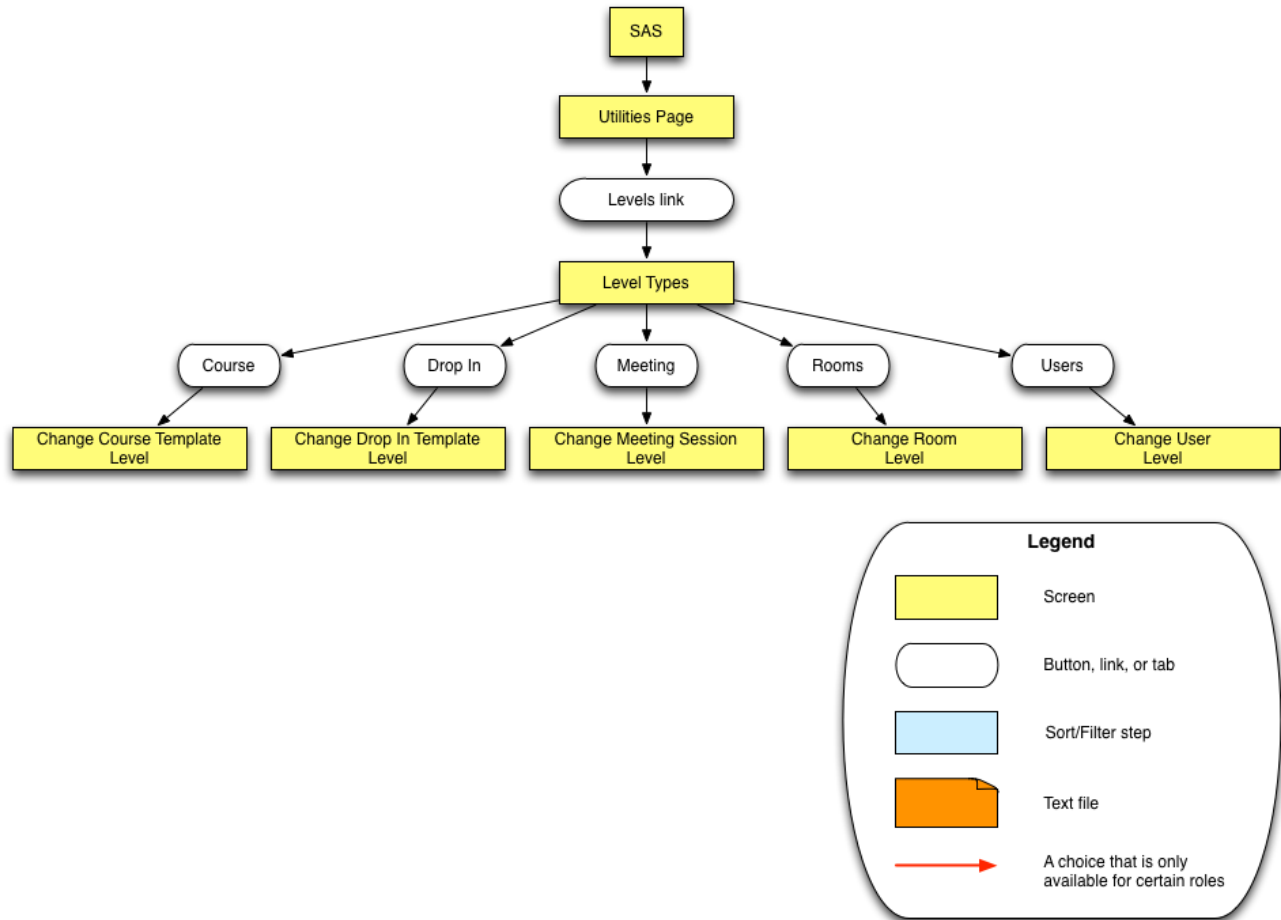 SAS
Utilities Page
Levels link
Level Types
Course
Drop In
Meeting
Rooms
Users
Change Course Template
Level
Change Drop In Template
Level
Change Meeting Session
Level
Change Room
Level
Change User
Level
Legend
Screen
Button, link, or tab
Sort/Filter step
Text file
A choice that is only
available for certain roles